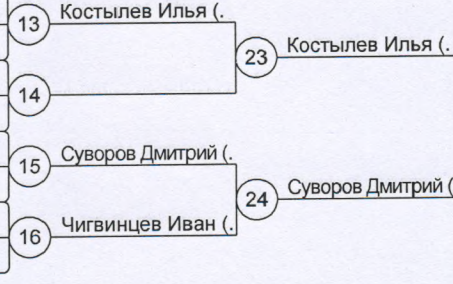 13 Костылев Илья (.
23 Костылев Илья (.
14
15 Суворов Дмитрий (.
24 Суворов Дмитрий (
16 Чигвинцев Иван (.